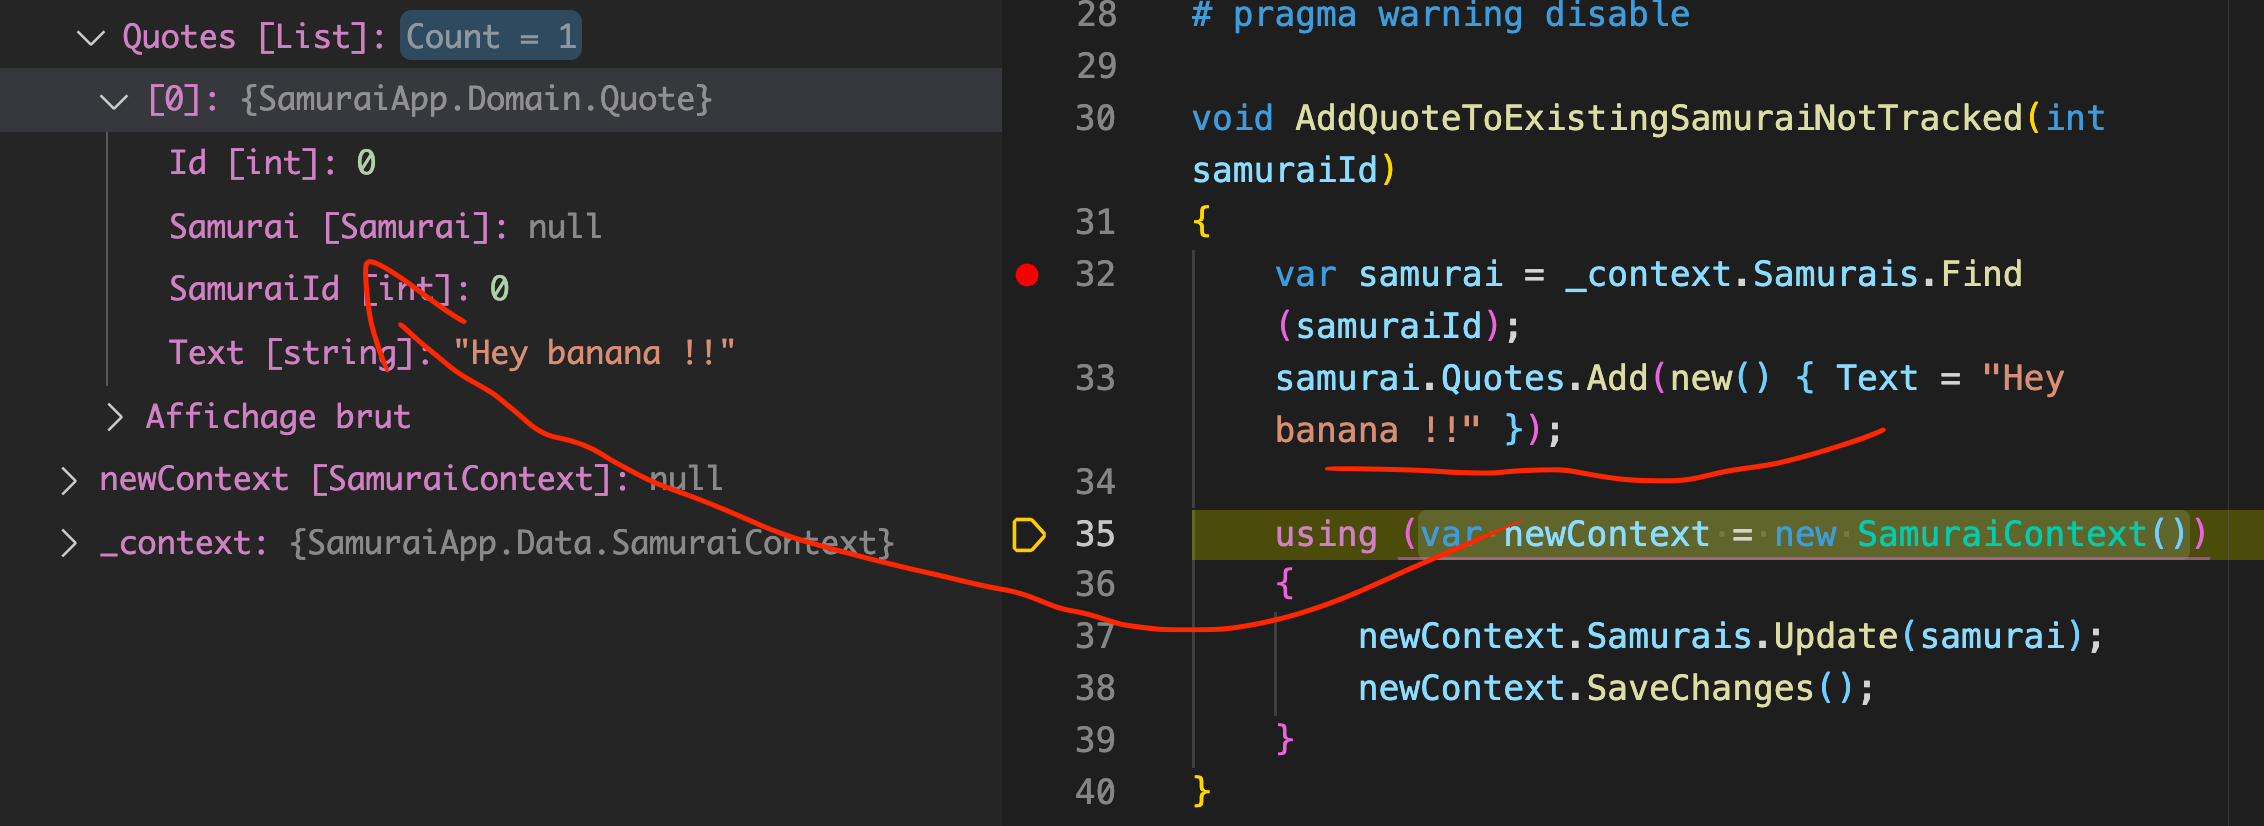 Quotes [List]: Count = 1
[0]: {SamuraiApp.Domain.Quote}
Id [int]: 0
Samurai [Samurai]: null
SamuraiId [int]: 0
Text [string]: "Hey banana !!"
Affichage brut
newContext [SamuraiContext]: null
_context: {SamuraiApp.Data.SamuraiContext}
28 # pragma warning disable
29
30 void AddQuoteToExistingSamuraiNotTracked(int
samuraiId)
31 {
32 var samurai = _context.Samurais.Find
(samuraiId);
33 samurai.Quotes.Add(new() { Text = "Hey
banana !!" });
34
35 using (var newContext = new SamuraiContext())
36 {
37 newContext.Samurais.Update(samurai);
38 newContext.SaveChanges();
39 }
40 }